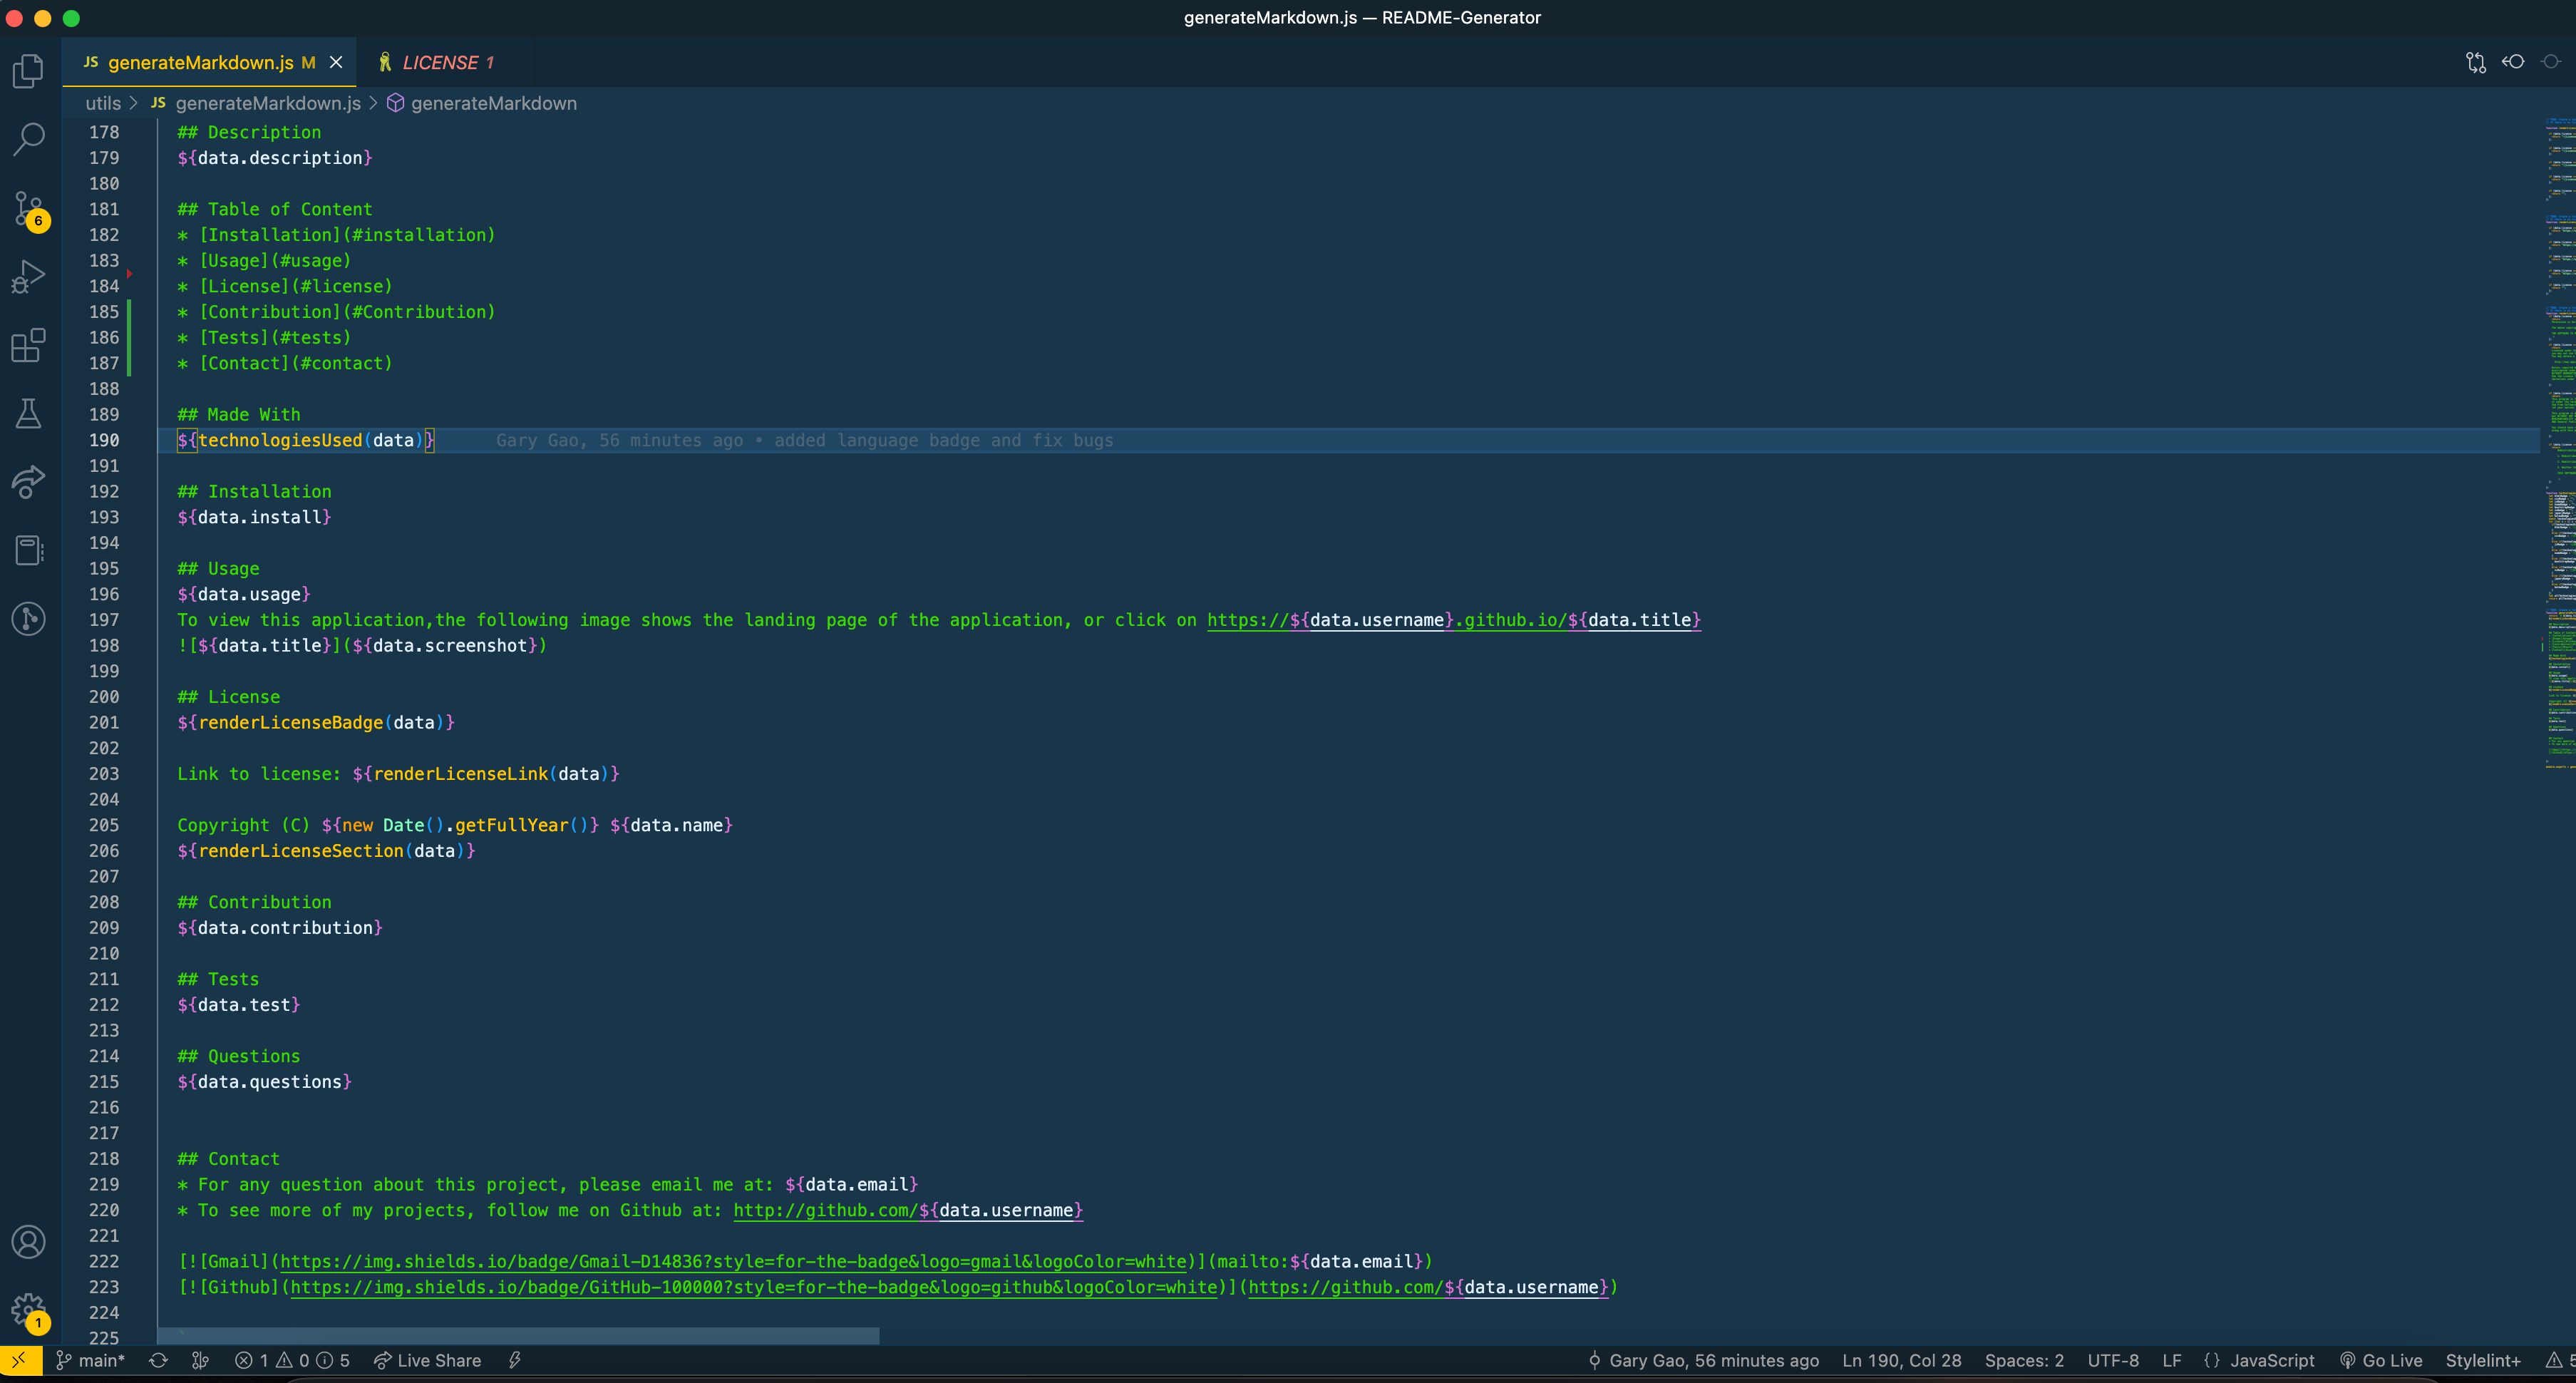 generateMarkdown.js — README-Generator
JS generateMarkdown.js M LICENSE 1
utils > JS generateMarkdown.js > generateMarkdown
178 ## Description
179 ${data.description}
180
181 ## Table of Content
182 * [Installation](#installation)
183 * [Usage](#usage)
184 * [License](#license)
185 * [Contribution](#Contribution)
186 * [Tests](#tests)
187 * [Contact](#contact)
188
189 ## Made With
190 ${technologiesUsed(data)} Gary Gao, 56 minutes ago • added language badge and fix bugs
191
192 ## Installation
193 ${data.install}
194
195 ## Usage
196 ${data.usage}
197 To view this application,the following image shows the landing page of the application, or click on https://${data.username}.github.io/${data.title}
198 ![${data.title}](${data.screenshot})
199
200 ## License
201 ${renderLicenseBadge(data)}
202
203 Link to license: ${renderLicenseLink(data)}
204
205 Copyright (C) ${new Date().getFullYear()} ${data.name}
206 ${renderLicenseSection(data)}
207
208 ## Contribution
209 ${data.contribution}
210
211 ## Tests
212 ${data.test}
213
214 ## Questions
215 ${data.questions}
216
217
218 ## Contact
219 * For any question about this project, please email me at: ${data.email}
220 * To see more of my projects, follow me on Github at: http://github.com/${data.username}
221
222 [![Gmail](https://img.shields.io/badge/Gmail-D14836?style=for-the-badge&logo=gmail&logoColor=white)](mailto:${data.email})
223 [![Github](https://img.shields.io/badge/GitHub-100000?style=for-the-badge&logo=github&logoColor=white)](https://github.com/${data.username})
224
225 `
6
1
main* 1 0 5 Live Share Gary Gao, 56 minutes ago Ln 190, Col 28 Spaces: 2 UTF-8 LF {} JavaScript Go Live Stylelint+